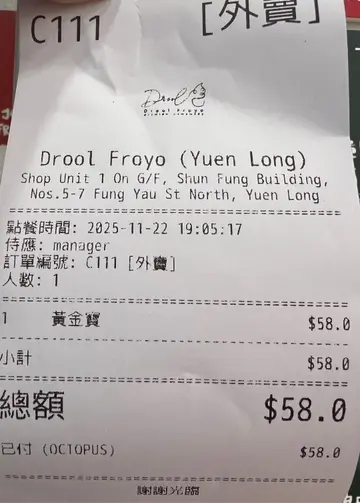 C111 [外賣]
Drool
Drool Froyo
Drool Froyo (Yuen Long)
Shop Unit 1 On G/F, Shun Fung Building,
Nos.5-7 Fung Yau St North, Yuen Long
點餐時間: 2025-11-22 19:05:17
侍應: manager
訂單編號: C111 [外賣]
人數: 1
1 黃金寶 $58.0
小計 $58.0
總額 $58.0
已付 (OCTOPUS) $58.0
謝謝光臨